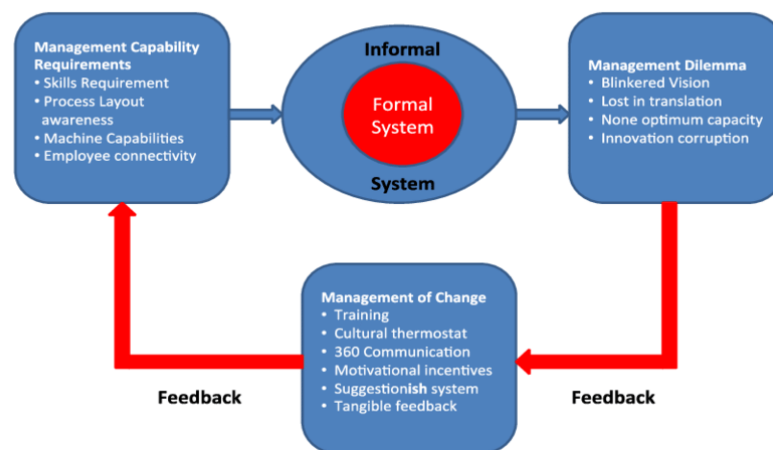 Management Capability
Requirements
• Skills Requirement
• Process Layout
awareness
• Machine Capabilities
• Employee connectivity
Informal
Formal
System
System
Management Dilemma
• Blinkered Vision
• Lost in translation
• None optimum capacity
• Innovation corruption
Management of Change
• Training
• Cultural thermostat
• 360 Communication
• Motivational incentives
• Suggestionish system
• Tangible feedback
Feedback
Feedback